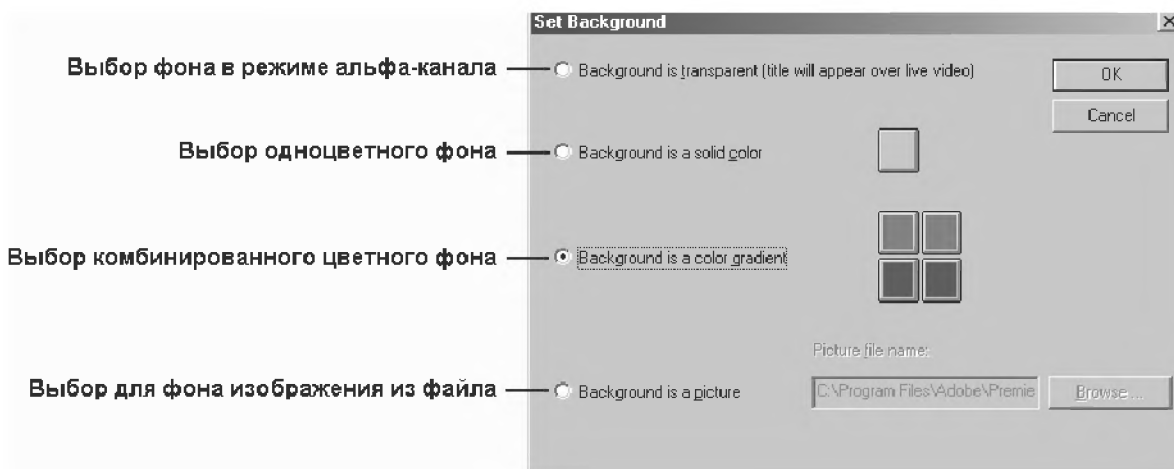 Set Background
Выбор фона в режиме альфа-канала
Background is transparent (title will appear over live video)
OK
Cancel
Выбор одноцветного фона
Background is a solid color
Выбор комбинированного цветного фона
Background is a color gradient
Picture file name:
Выбор для фона изображения из файла
Background is a picture
C:\Program Files\Adobe\Premie
Browse ...